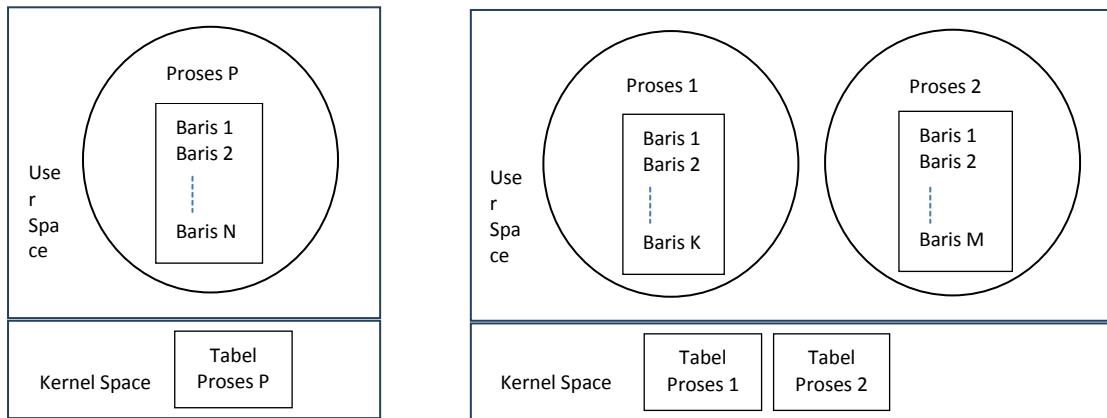 Proses P
Baris 1
Baris 2
Baris N
Use
r
Spa
ce
Kernel Space
Tabel
Proses P
Proses 1
Baris 1
Baris 2
Baris K
Proses 2
Baris 1
Baris 2
Baris M
Use
r
Spa
ce
Kernel Space
Tabel
Proses 1
Tabel
Proses 2